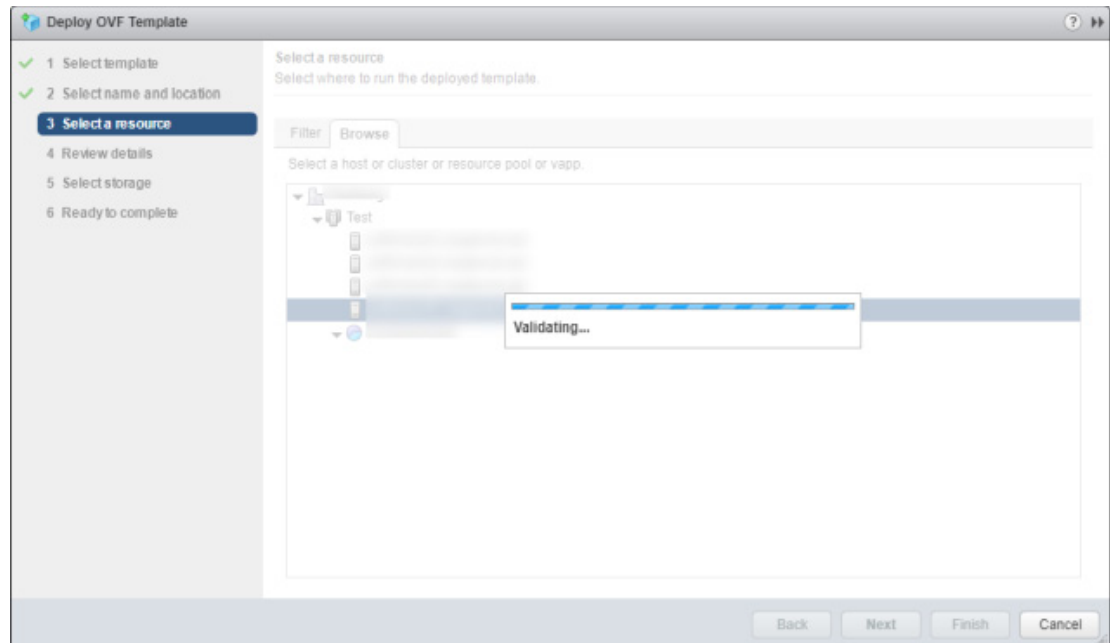 Deploy OVF Template
?
1 Select template
2 Select name and location
3 Select a resource
4 Review details
5 Select storage
6 Ready to complete
Select a resource
Select where to run the deployed template.
Filter Browse
Select a host or cluster or resource pool or vapp.
Test
Validating...
Back Next Finish Cancel